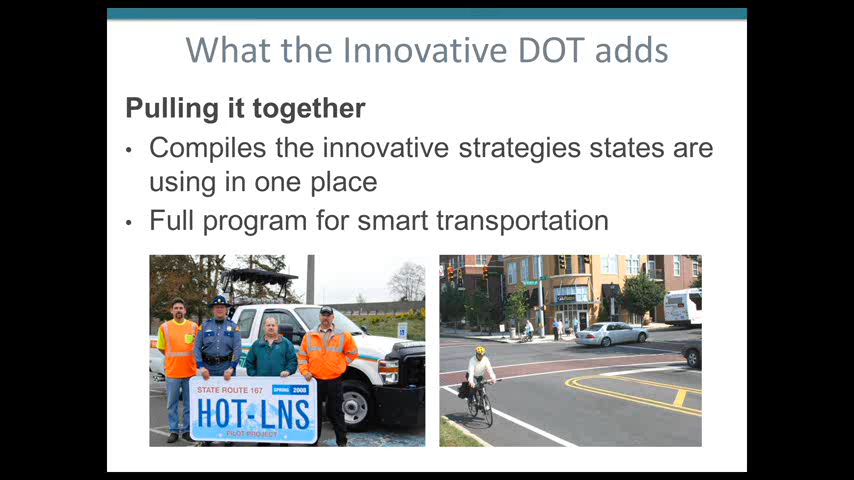 What the Innovative DOT adds
Pulling it together
• Compiles the innovative strategies states are
using in one place
• Full program for smart transportation
STATE ROUTE 167
SPRING 2008
HOT-LNS
PILOT PROJECT